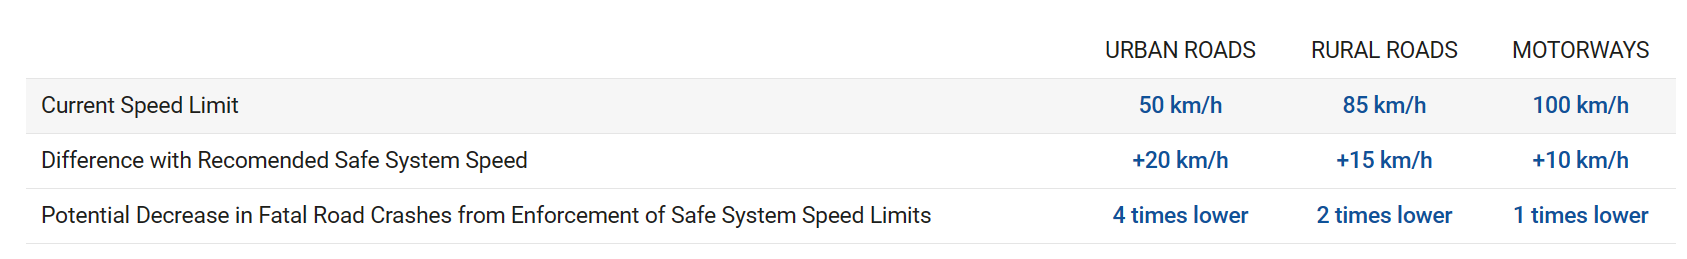 URBAN ROADS RURAL ROADS MOTORWAYS
Current Speed Limit 50 km/h 85 km/h 100 km/h
Difference with Recomended Safe System Speed +20 km/h +15 km/h +10 km/h
Potential Decrease in Fatal Road Crashes from Enforcement of Safe System Speed Limits 4 times lower 2 times lower 1 times lower